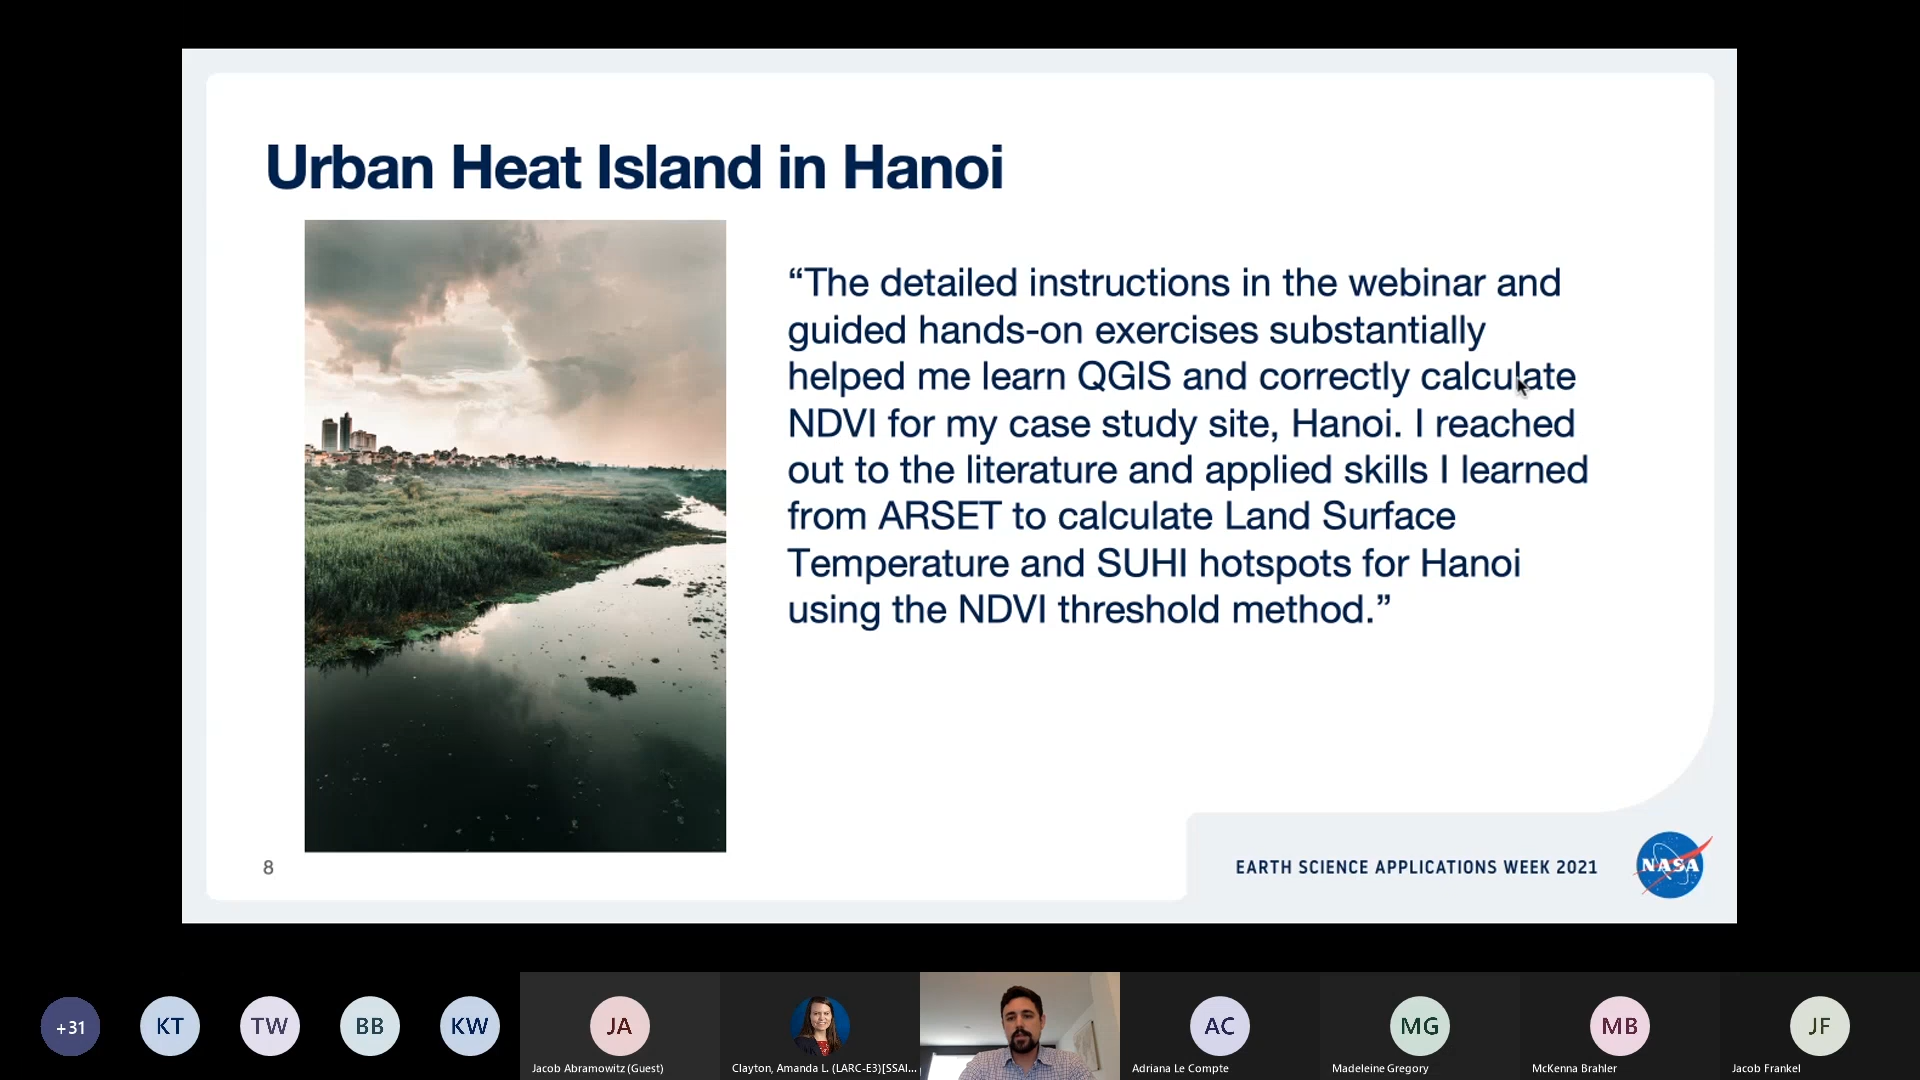 Urban Heat Island in Hanoi
“The detailed instructions in the webinar and
guided hands-on exercises substantially
helped me learn QGIS and correctly calculate
NDVI for my case study site, Hanoi. I reached
out to the literature and applied skills I learned
from ARSET to calculate Land Surface
Temperature and SUHI hotspots for Hanoi
using the NDVI threshold method.”
8
EARTH SCIENCE APPLICATIONS WEEK 2021
NASA
+31
KT
TW
BB
KW
JA
AC
MG
MB
JF
Jacob Abramowitz (Guest)
Clayton, Amanda L. (LARC-E3)[SSAI...
Adriana Le Compte
Madeleine Gregory
McKenna Brahler
Jacob Frankel